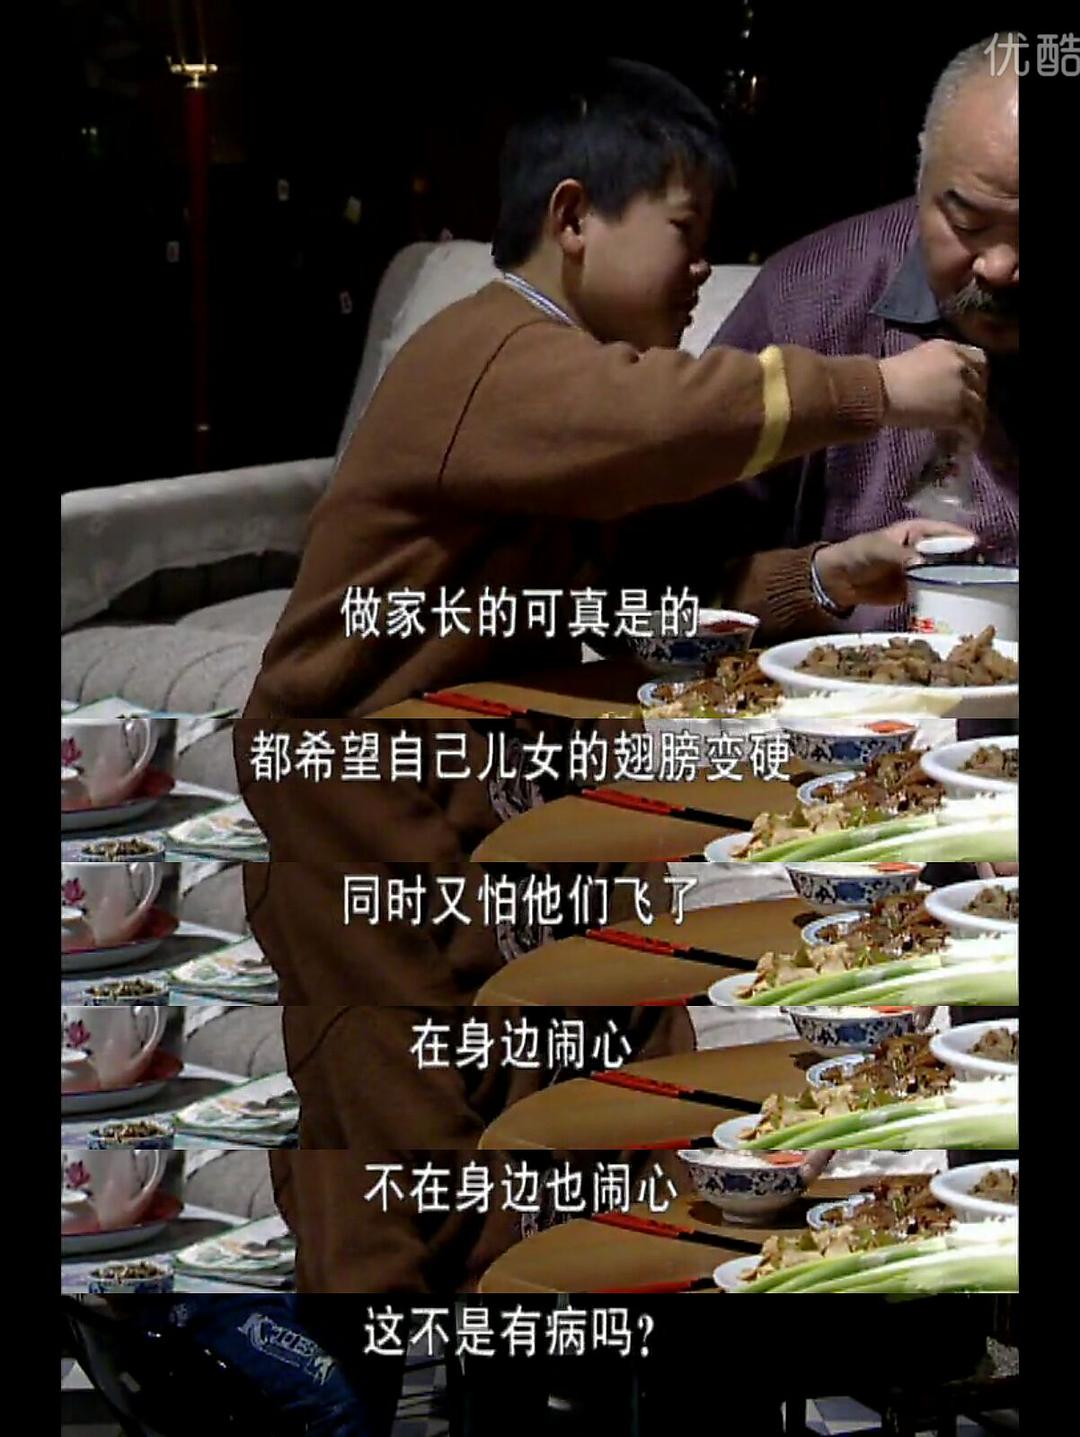 优酷
做家长的可真是的
都希望自己儿女的翅膀变硬
同时又怕他们飞了
在身边闹心
不在身边也闹心
这不是有病吗?